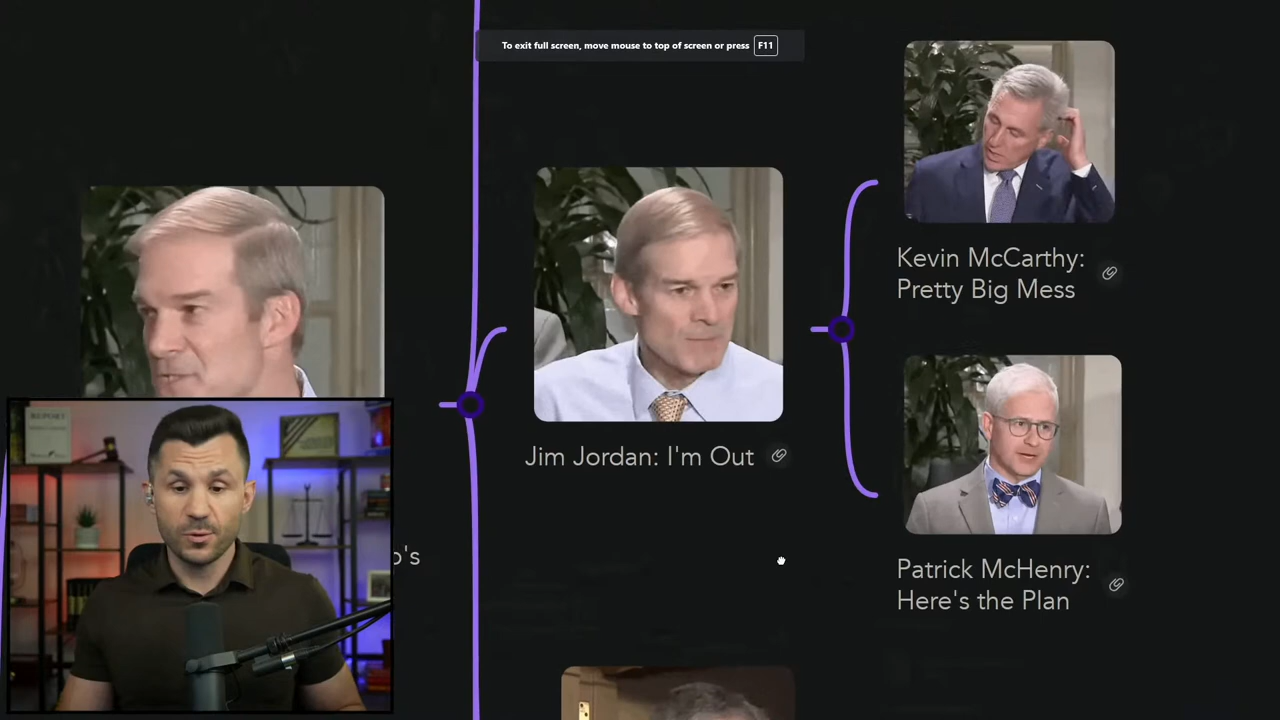 To exit full screen, move mouse to top of screen or press F11
Kevin McCarthy:
Pretty Big Mess
Jim Jordan: I'm Out
Patrick McHenry:
Here's the Plan
REPORT